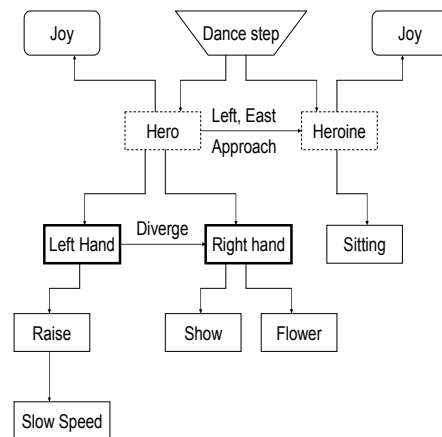 Joy
Dance step
Joy
Hero
Left, East
Approach
Heroine
Left Hand
Diverge
Right hand
Sitting
Raise
Show
Flower
Slow Speed